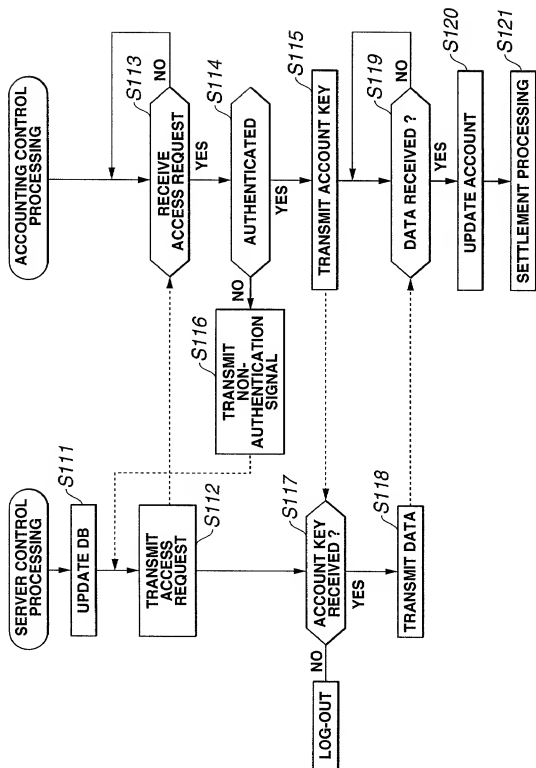 SERVER CONTROL
PROCESSING
S111
UPDATE DB
TRANSMIT
ACCESS
REQUEST
S112
S117
ACCOUNT KEY
RECEIVED ?
NO
LOG-OUT
YES
S118
TRANSMIT DATA
S116
TRANSMIT
NON-
AUTHENTICATION
SIGNAL
ACCOUNTING CONTROL
PROCESSING
S113
RECEIVE
ACCESS REQUEST
NO
YES
S114
AUTHENTICATED
NO
YES
S115
TRANSMIT ACCOUNT KEY
S119
DATA RECEIVED ?
NO
YES
S120
UPDATE ACCOUNT
S121
SETTLEMENT PROCESSING